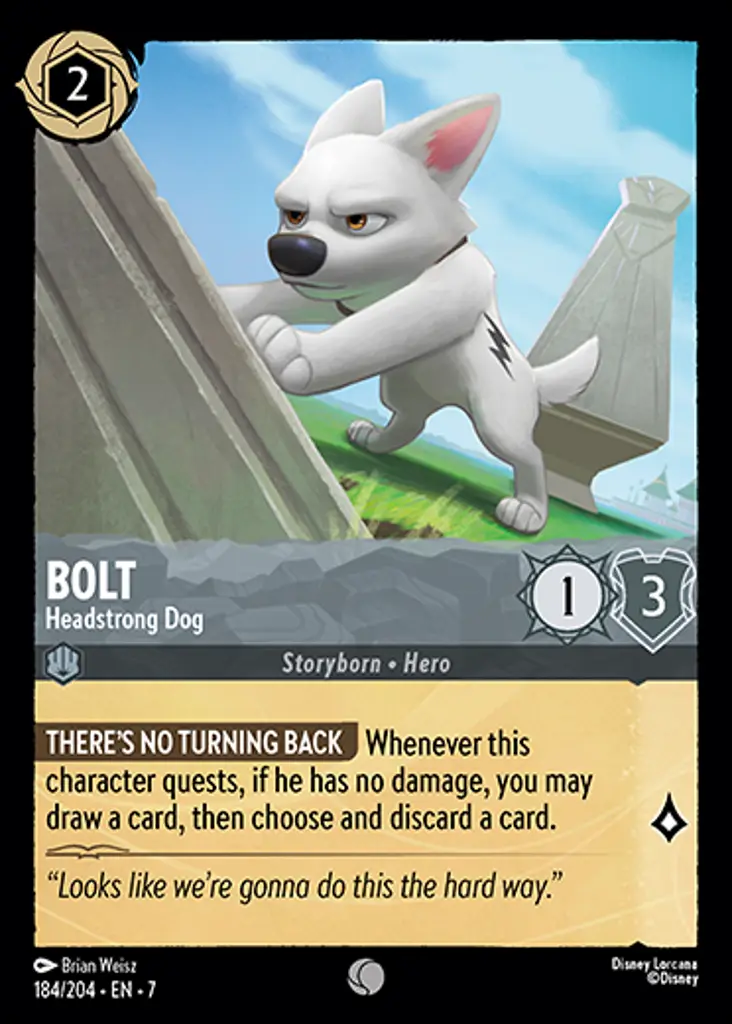 2
BOLT
Headstrong Dog
1
3
Storyborn • Hero
THERE'S NO TURNING BACK Whenever this
character quests, if he has no damage, you may
draw a card, then choose and discard a card.
“Looks like we're gonna do this the hard way.”
Brian Weisz
184/204 • EN • 7
Disney Lorcana
©Disney